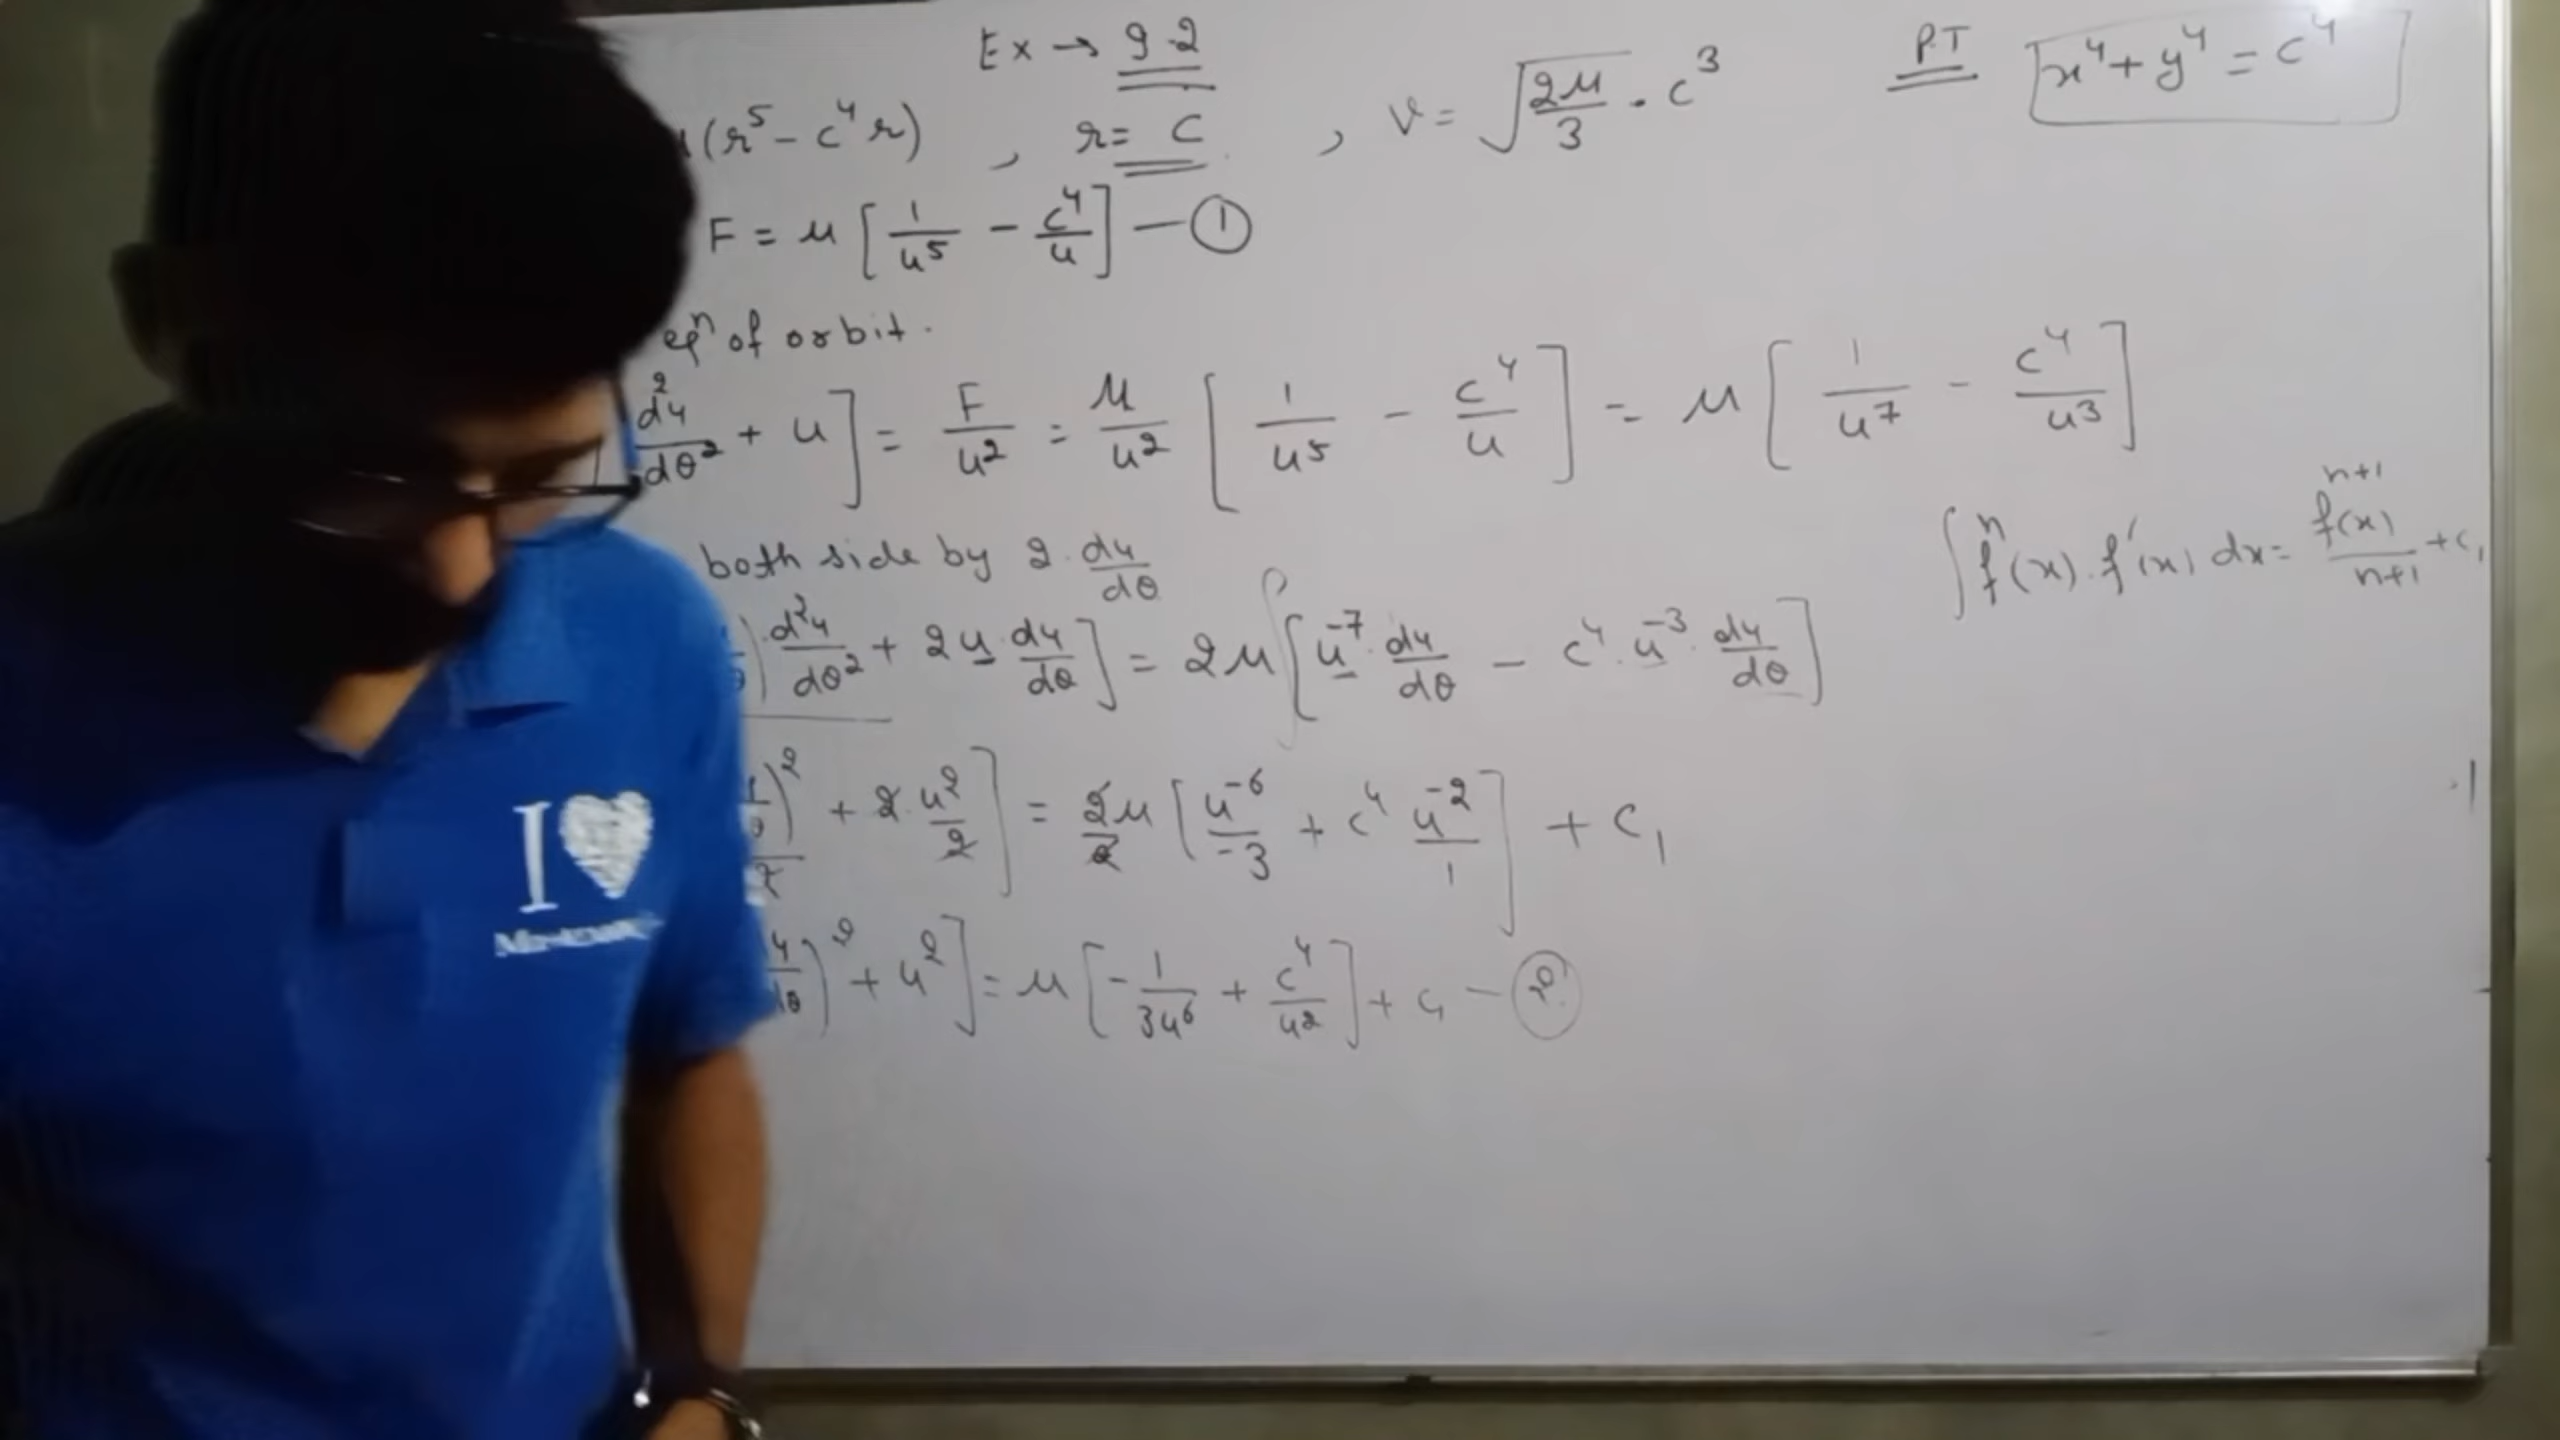 Ex → 9.2
(r⁵ - c⁴r) , r = c , v = √(2μ/3) · c³ P.T x⁴ + y⁴ = c⁴
F = μ [1/u⁵ - c⁴/u] — ①
eqⁿ of orbit.
d²u/dθ² + u] = F/u² = μ/u² [1/u⁵ - c⁴/u] = μ [1/u⁷ - c⁴/u³]
both side by 2 · du/dθ
∫ fⁿ(x) · f'(x) dx = f(x)ⁿ⁺¹/n+1 + c₁
) · d²u/dθ² + 2u · du/dθ] = 2μ ∫[u⁻⁷ · du/dθ - c⁴ · u⁻³ · du/dθ]
)²/2 + 2 · u²/2] = 2μ/2 [u⁻⁶/-3 + c⁴ u⁻²/1] + c₁
)² + u²] = μ [-1/3u⁶ + c⁴/u²] + c₁ — ②
I